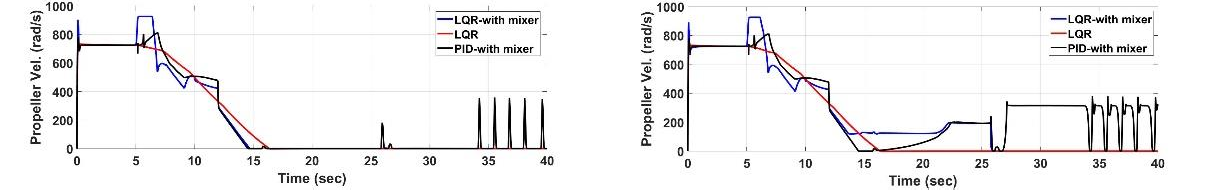 Propeller Vel. (rad/s)
1000
800
600
400
200
0
LQR-with mixer
LQR
PID-with mixer
0 5 10 15 20 25 30 35 40
Time (sec)
Propeller Vel. (rad/s)
1000
800
600
400
200
0
LQR-with mixer
LQR
PID-with mixer
0 5 10 15 20 25 30 35 40
Time (sec)